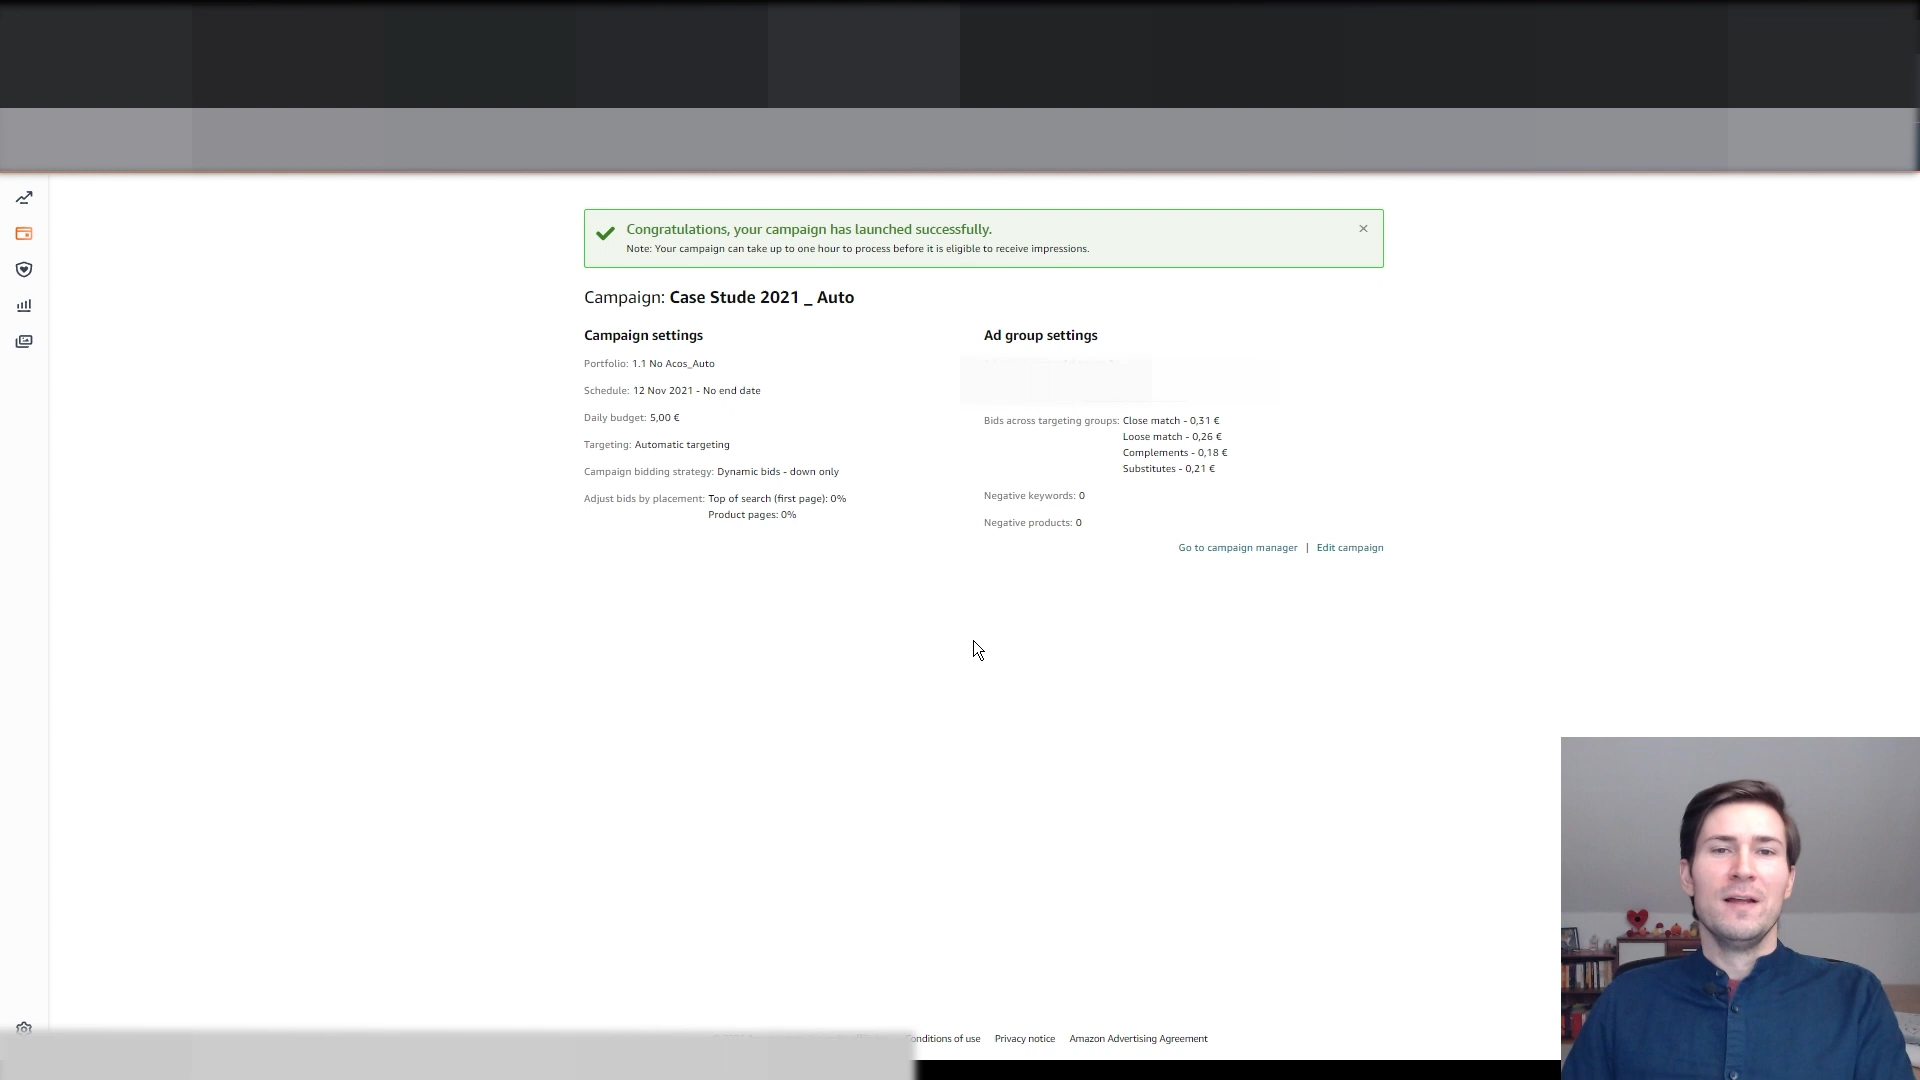 Congratulations, your campaign has launched successfully.
Note: Your campaign can take up to one hour to process before it is eligible to receive impressions.
Campaign: Case Stude 2021 _ Auto
Campaign settings
Portfolio: 1.1 No Acos_Auto
Schedule: 12 Nov 2021 - No end date
Daily budget: 5,00 €
Targeting: Automatic targeting
Campaign bidding strategy: Dynamic bids - down only
Adjust bids by placement: Top of search (first page): 0%
Product pages: 0%
Ad group settings
Bids across targeting groups: Close match - 0,31 €
Loose match - 0,26 €
Complements - 0,18 €
Substitutes - 0,21 €
Negative keywords: 0
Negative products: 0
Go to campaign manager | Edit campaign
onditions of use Privacy notice Amazon Advertising Agreement